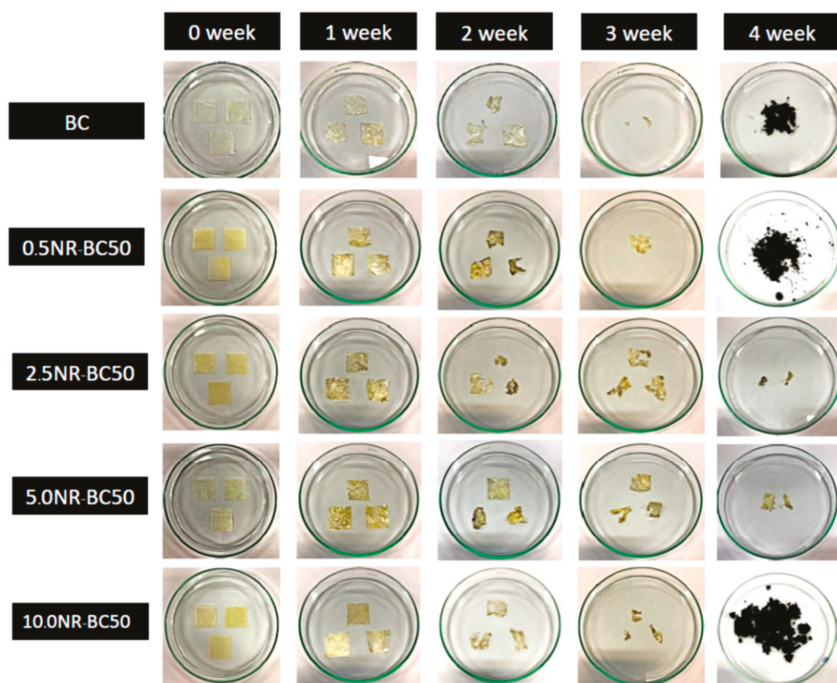 0 week
1 week
2 week
3 week
4 week
BC
0.5NR-BC50
2.5NR-BC50
5.0NR-BC50
10.0NR-BC50